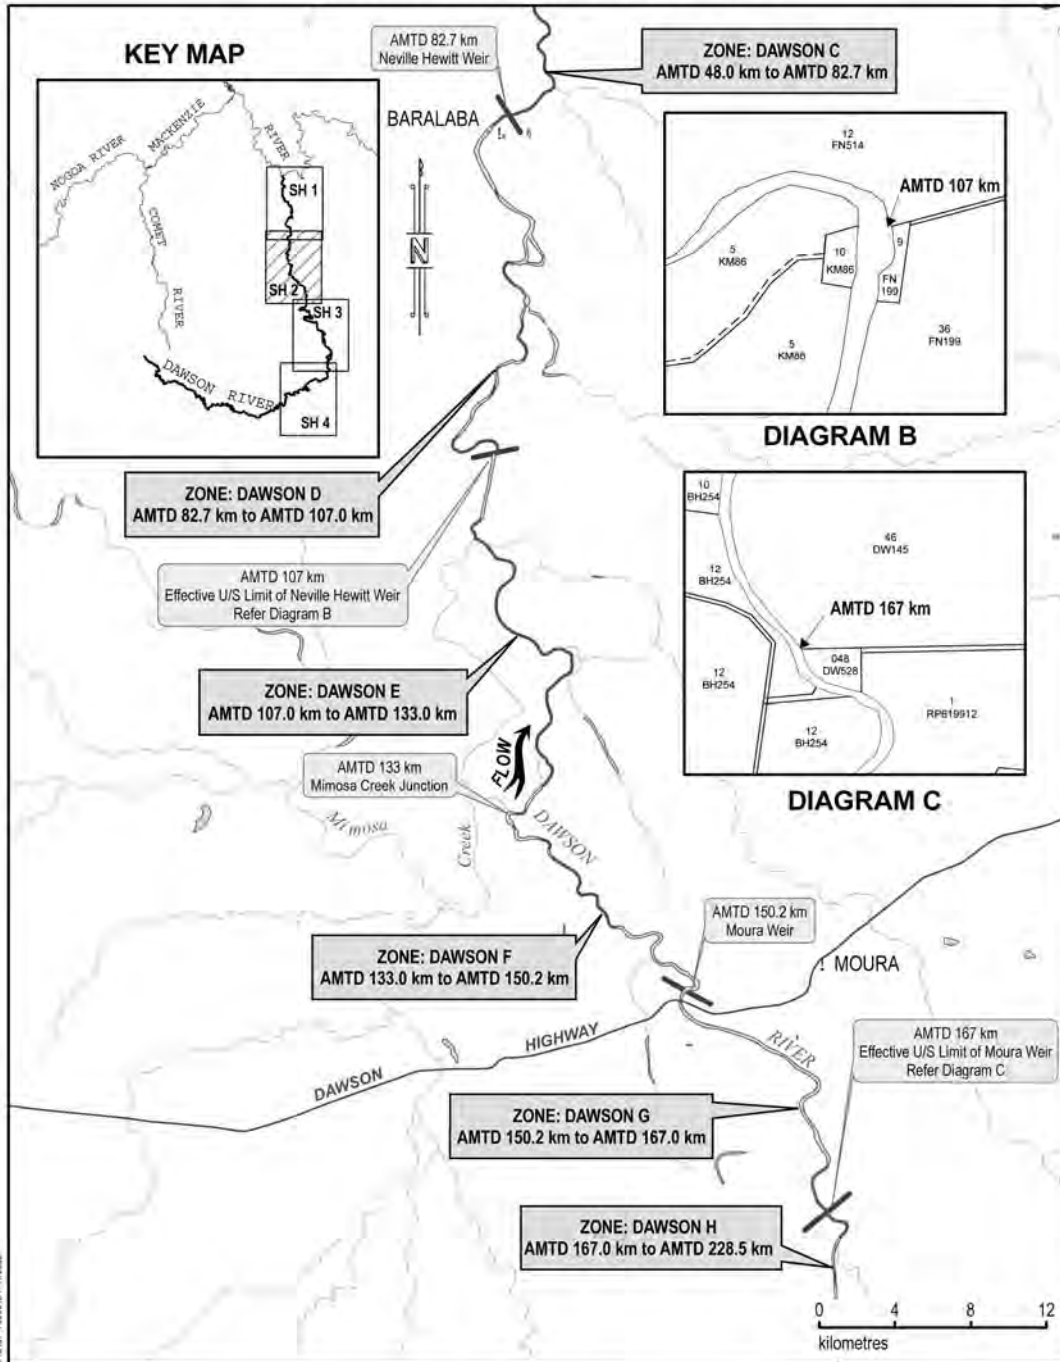 KEY MAP
NOGOA RIVER
MACKENZIE
RIVER
COMET
RIVER
DAWSON RIVER
SH 1
SH 2
SH 3
SH 4
AMTD 82.7 km
Neville Hewitt Weir
BARALABA
N
ZONE: DAWSON C
AMTD 48.0 km to AMTD 82.7 km
12
FN514
AMTD 107 km
5
KM86
10
KM86
9
FN
199
5
KM86
36
FN199
DIAGRAM B
ZONE: DAWSON D
AMTD 82.7 km to AMTD 107.0 km
AMTD 107 km
Effective U/S Limit of Neville Hewitt Weir
Refer Diagram B
10
BH254
46
DW145
12
BH254
AMTD 167 km
048
DW528
12
BH254
1
RP619912
12
BH254
DIAGRAM C
ZONE: DAWSON E
AMTD 107.0 km to AMTD 133.0 km
FLOW
AMTD 133 km
Mimosa Creek Junction
Mimosa
Creek
DAWSON
AMTD 150.2 km
Moura Weir
ZONE: DAWSON F
AMTD 133.0 km to AMTD 150.2 km
! MOURA
DAWSON
HIGHWAY
RIVER
AMTD 167 km
Effective U/S Limit of Moura Weir
Refer Diagram C
ZONE: DAWSON G
AMTD 150.2 km to AMTD 167.0 km
ZONE: DAWSON H
AMTD 167.0 km to AMTD 228.5 km
0 4 8 12
kilometres